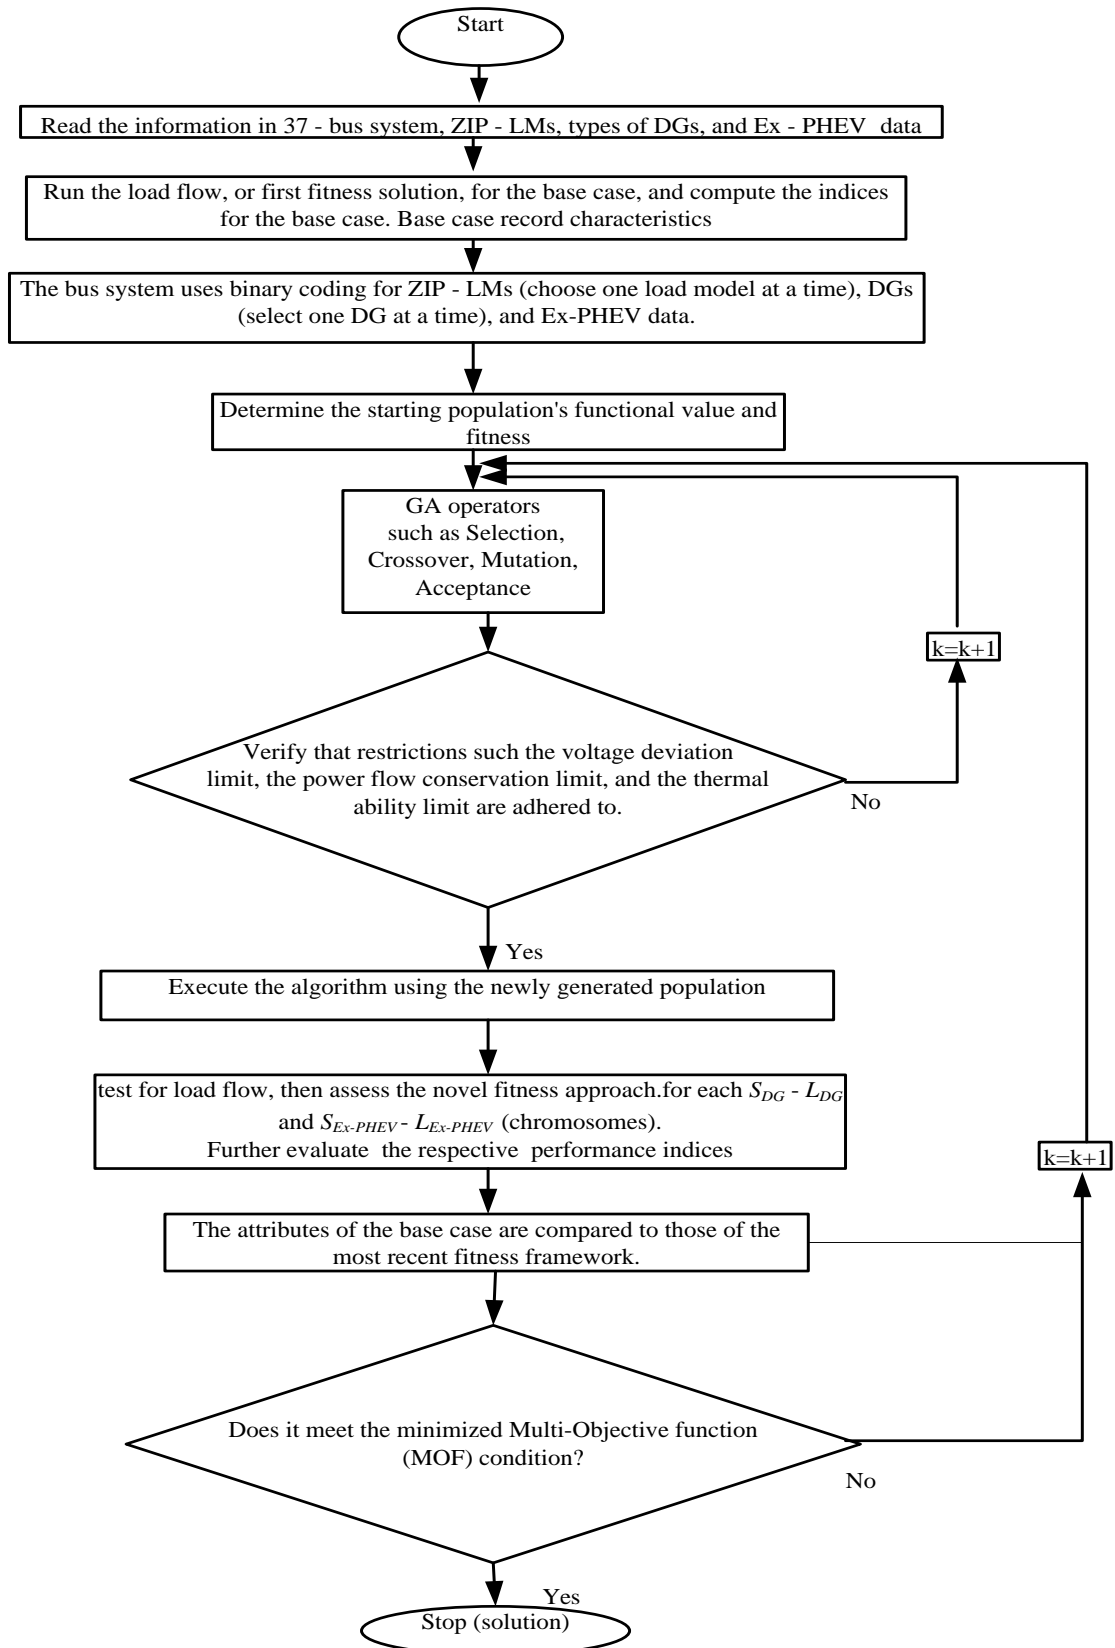 Start
Read the information in 37 - bus system, ZIP - LMs, types of DGs, and Ex - PHEV data
Run the load flow, or first fitness solution, for the base case, and compute the indices
for the base case. Base case record characteristics
The bus system uses binary coding for ZIP - LMs (choose one load model at a time), DGs
(select one DG at a time), and Ex-PHEV data.
Determine the starting population's functional value and
fitness
GA operators
such as Selection,
Crossover, Mutation,
Acceptance
k=k+1
Verify that restrictions such the voltage deviation
limit, the power flow conservation limit, and the thermal
ability limit are adhered to.
No
Yes
Execute the algorithm using the newly generated population
test for load flow, then assess the novel fitness approach.for each S_DG - L_DG
and S_Ex-PHEV - L_Ex-PHEV (chromosomes).
Further evaluate the respective performance indices
k=k+1
The attributes of the base case are compared to those of the
most recent fitness framework.
Does it meet the minimized Multi-Objective function
(MOF) condition?
No
Yes
Stop (solution)